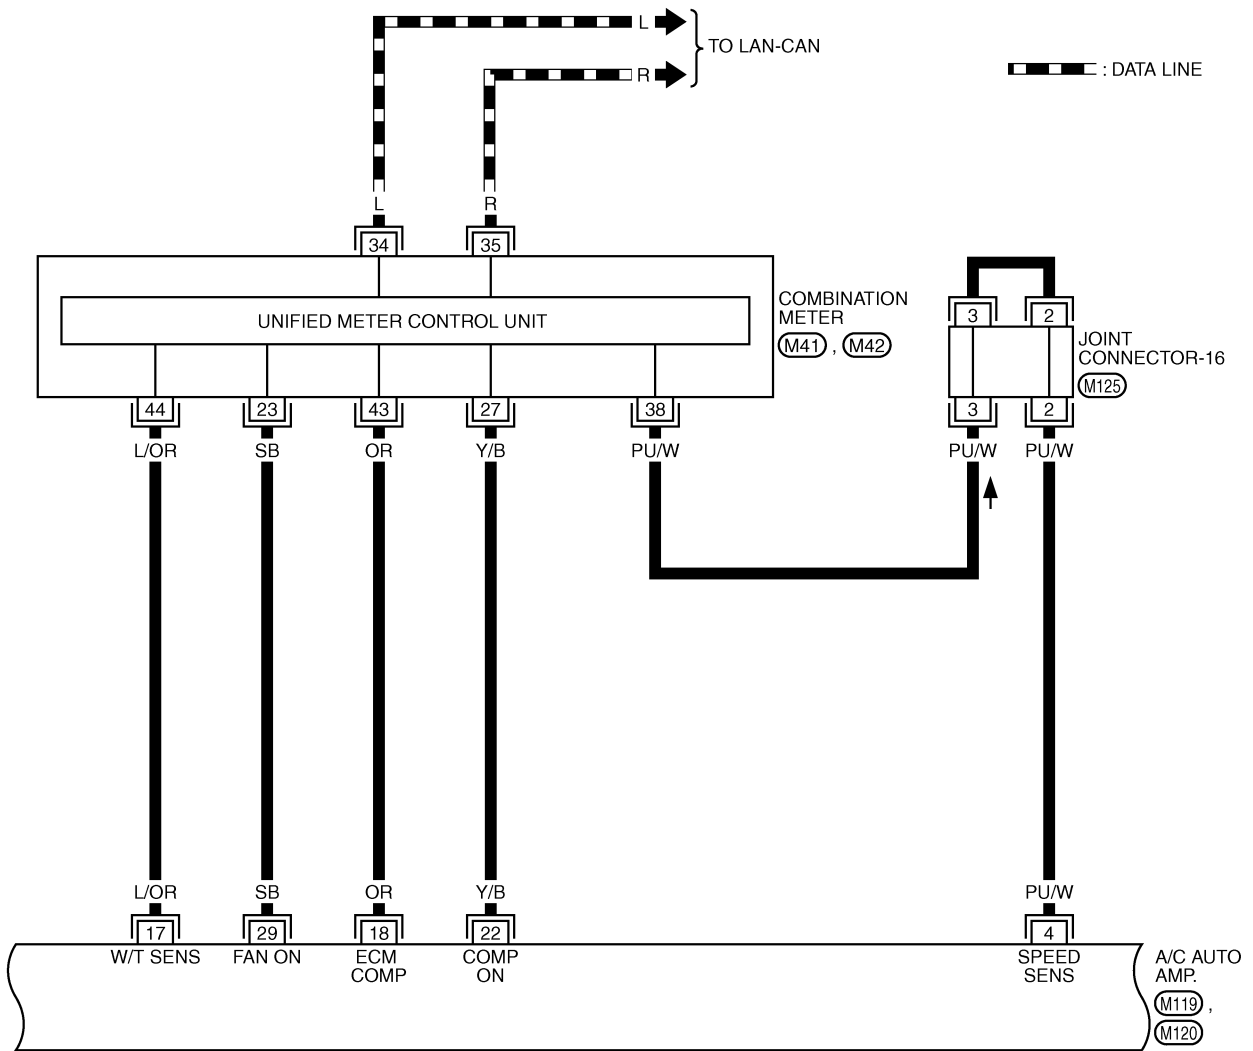 L
TO LAN-CAN
R
: DATA LINE
L
R
34
35
UNIFIED METER CONTROL UNIT
COMBINATION
METER
M41 , M42
3
2
JOINT
CONNECTOR-16
M125
44
23
43
27
38
3
2
L/OR
SB
OR
Y/B
PU/W
PU/W
PU/W
L/OR
SB
OR
Y/B
PU/W
17
29
18
22
4
W/T SENS
FAN ON
ECM
COMP
COMP
ON
SPEED
SENS
A/C AUTO
AMP.
M119 ,
M120